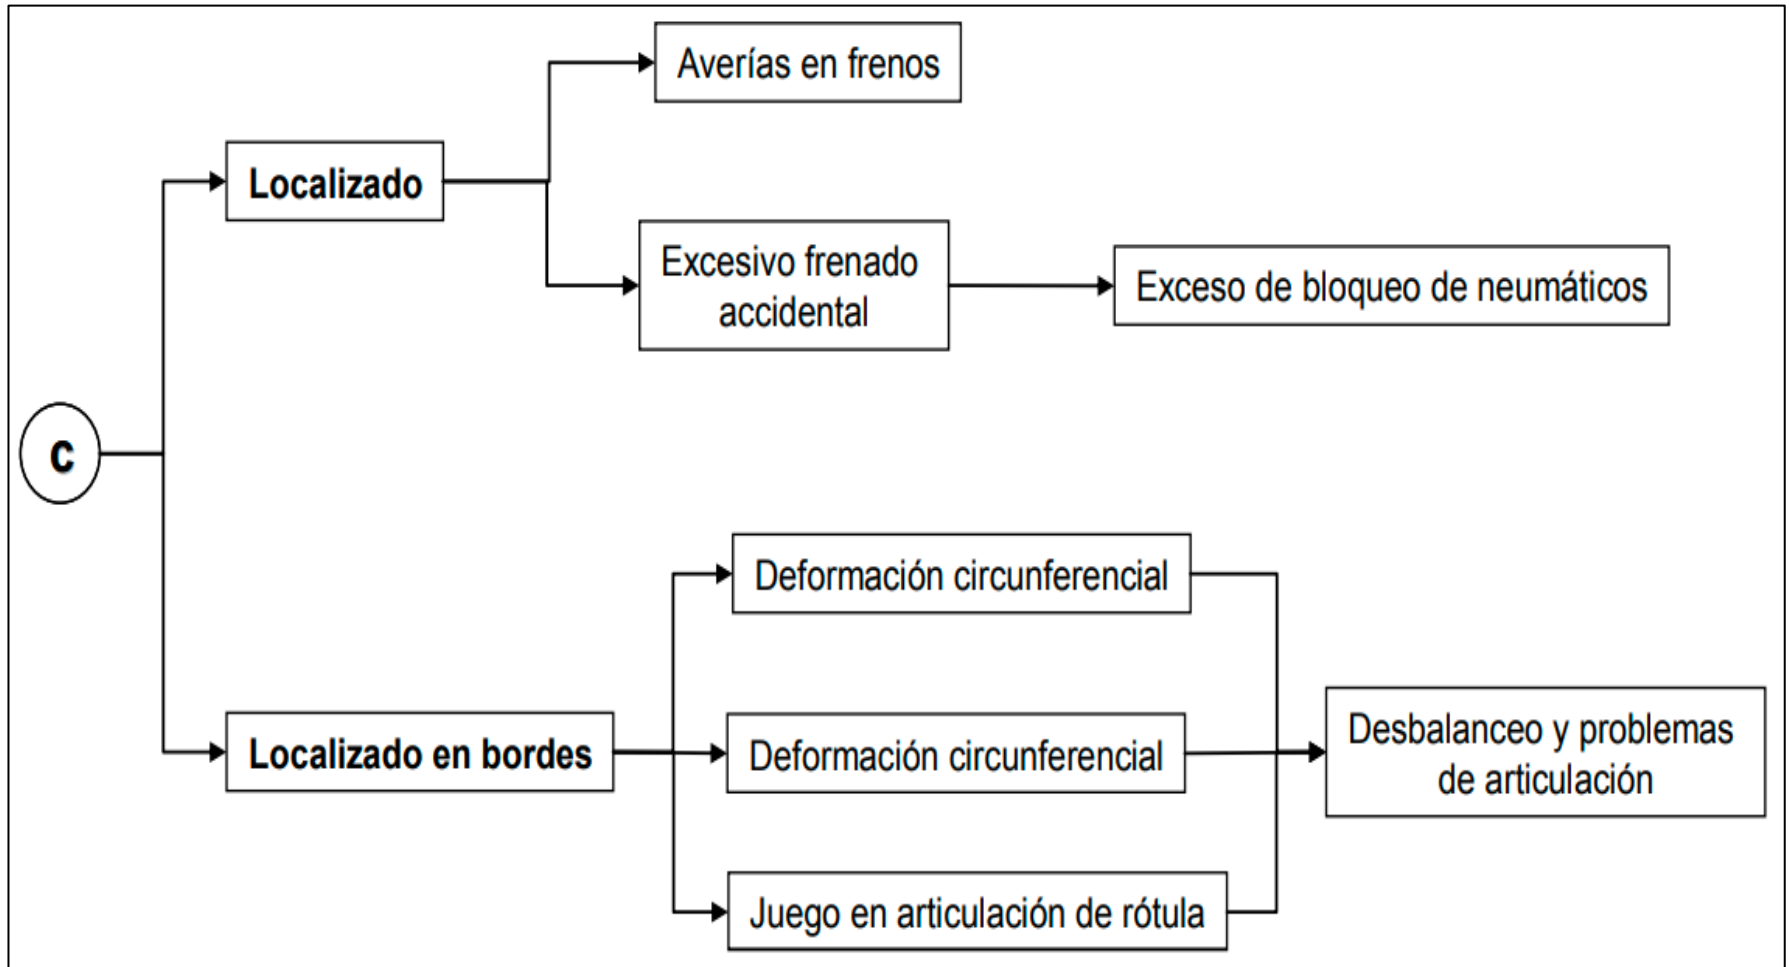 Averías en frenos
Localizado
Excesivo frenado
accidental
Exceso de bloqueo de neumáticos
c
Deformación circunferencial
Localizado en bordes
Deformación circunferencial
Desbalanceo y problemas
de articulación
Juego en articulación de rótula